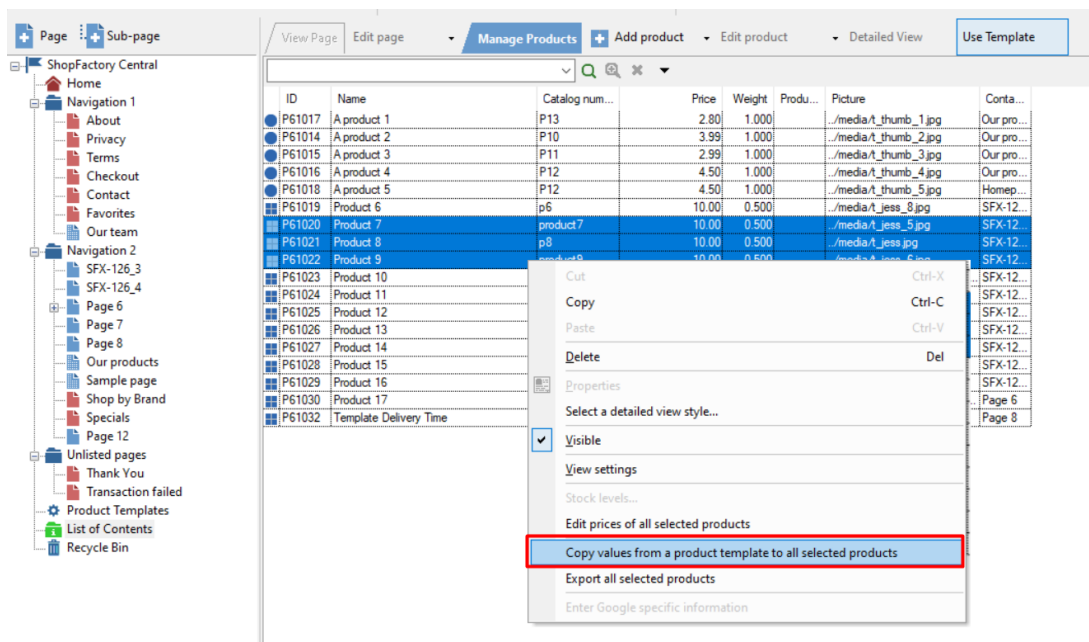 Page Sub-page
View Page Edit page Manage Products Add product Edit product Detailed View Use Template
ShopFactory Central
Home
Navigation 1
About
Privacy
Terms
Checkout
Contact
Favorites
Our team
Navigation 2
SFX-126_3
SFX-126_4
Page 6
Page 7
Page 8
Our products
Sample page
Shop by Brand
Specials
Page 12
Unlisted pages
Thank You
Transaction failed
Product Templates
List of Contents
Recycle Bin
ID Name Catalog num... Price Weight Produ... Picture Conta...
P61017 A product 1 P13 2.80 1.000 ../media/t_thumb_1.jpg Our pro...
P61014 A product 2 P10 3.99 1.000 ../media/t_thumb_2.jpg Our pro...
P61015 A product 3 P11 2.99 1.000 ../media/t_thumb_3.jpg Our pro...
P61016 A product 4 P12 4.50 1.000 ../media/t_thumb_4.jpg Our pro...
P61018 A product 5 P12 4.50 1.000 ../media/t_thumb_5.jpg Homep...
P61019 Product 6 p6 10.00 0.500 ../media/t_jess_8.jpg SFX-12...
P61020 Product 7 product7 10.00 0.500 ../media/t_jess_5.jpg SFX-12...
P61021 Product 8 p8 10.00 0.500 ../media/t_jess.jpg SFX-12...
P61022 Product 9 product9 10.00 0.500 ../media/t_jess_6.jpg SFX-12...
P61023 Product 10 SFX-12...
P61024 Product 11 SFX-12...
P61025 Product 12 SFX-12...
P61026 Product 13 SFX-12...
P61027 Product 14 SFX-12...
P61028 Product 15 SFX-12...
P61029 Product 16 SFX-12...
P61030 Product 17 Page 6
P61032 Template Delivery Time Page 8
Cut Ctrl-X
Copy Ctrl-C
Paste Ctrl-V
Delete Del
Properties
Select a detailed view style...
Visible
View settings
Stock levels...
Edit prices of all selected products
Copy values from a product template to all selected products
Export all selected products
Enter Google specific information